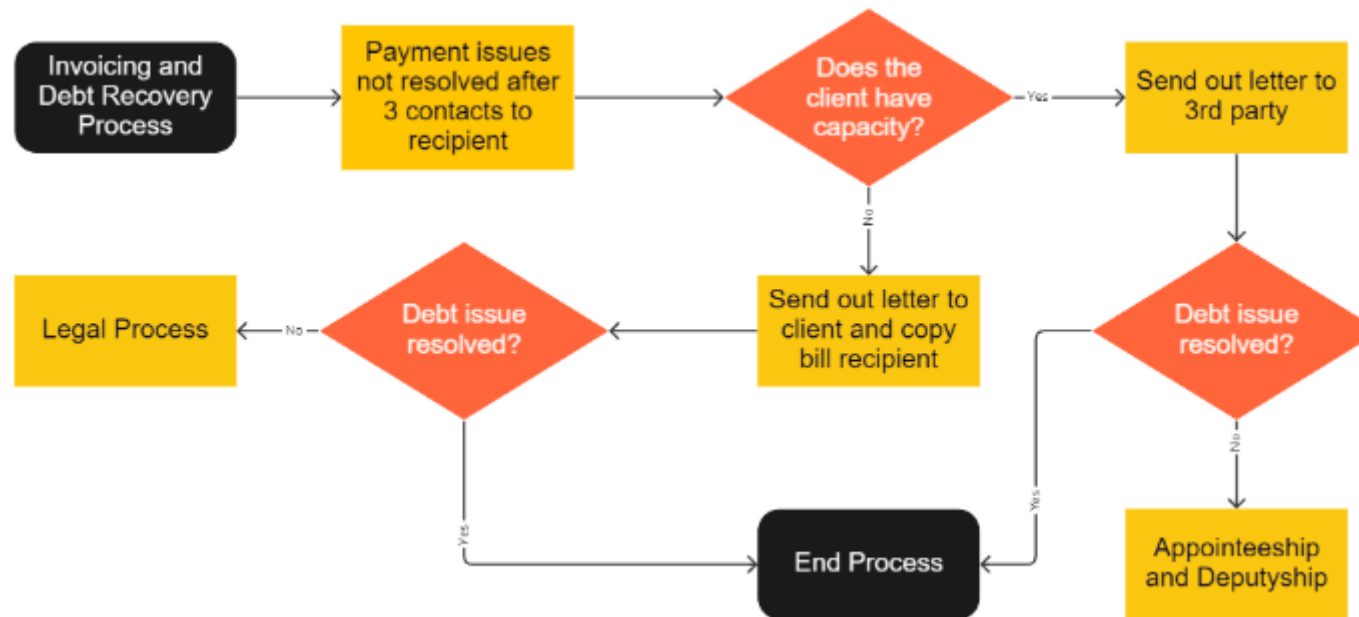 Invoicing and
Debt Recovery
Process
Payment issues
not resolved after
3 contacts to
recipient
Does the
client have
capacity?
Yes
Send out letter to
3rd party
No
Legal Process
No
Debt issue
resolved?
Send out letter to
client and copy
bill recipient
Debt issue
resolved?
Yes
Yes
No
End Process
Appointeeship
and Deputyship